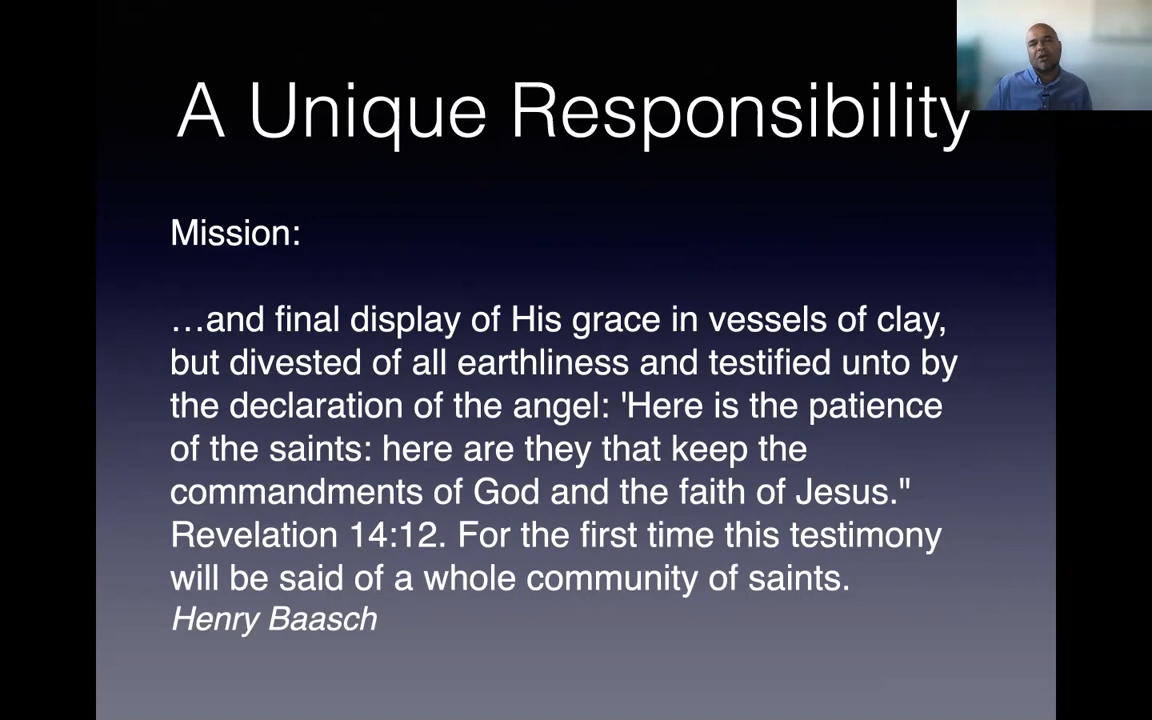 A Unique Responsibility
Mission:
…and final display of His grace in vessels of clay,
but divested of all earthliness and testified unto by
the declaration of the angel: 'Here is the patience
of the saints: here are they that keep the
commandments of God and the faith of Jesus."
Revelation 14:12. For the first time this testimony
will be said of a whole community of saints.
Henry Baasch